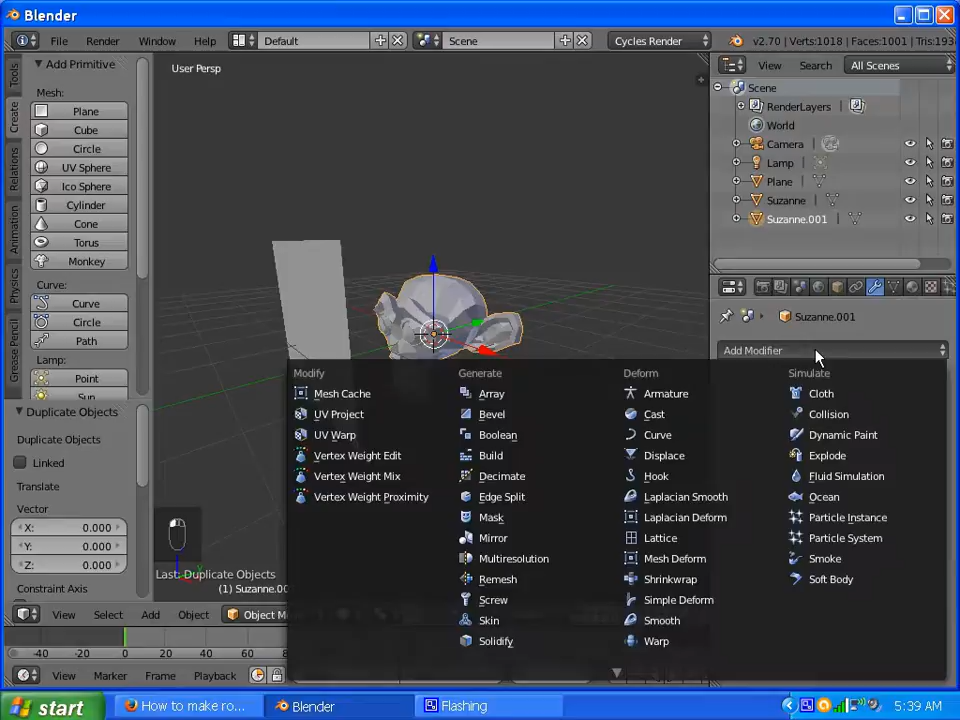 Blender
File Render Window Help Default Scene Cycles Render v2.70 | Verts:1018 | Faces:1001 | Tris:193
Tools
Create
Relations
Animation
Physics
Grease Pencil
Add Primitive
Mesh:
Plane
Cube
Circle
UV Sphere
Ico Sphere
Cylinder
Cone
Torus
Monkey
Curve:
Curve
Circle
Path
Lamp:
Point
Sun
Duplicate Objects
Duplicate Objects
Linked
Translate
Vector
X: 0.000
Y: 0.000
Z: 0.000
Constraint Axis
User Persp
Last: Duplicate Objects
(1) Suzanne.00
View Select Add Object Object Mo
-40 -20 0 20 40 60 80
View Marker Frame Playback
View Search All Scenes
Scene
RenderLayers
World
Camera
Lamp
Plane
Suzanne
Suzanne.001
Suzanne.001
Add Modifier
Modify
Mesh Cache
UV Project
UV Warp
Vertex Weight Edit
Vertex Weight Mix
Vertex Weight Proximity
Generate
Array
Bevel
Boolean
Build
Decimate
Edge Split
Mask
Mirror
Multiresolution
Remesh
Screw
Skin
Solidify
Deform
Armature
Cast
Curve
Displace
Hook
Laplacian Smooth
Laplacian Deform
Lattice
Mesh Deform
Shrinkwrap
Simple Deform
Smooth
Warp
Simulate
Cloth
Collision
Dynamic Paint
Explode
Fluid Simulation
Ocean
Particle Instance
Particle System
Smoke
Soft Body
start How to make ro... Blender Flashing 5:39 AM